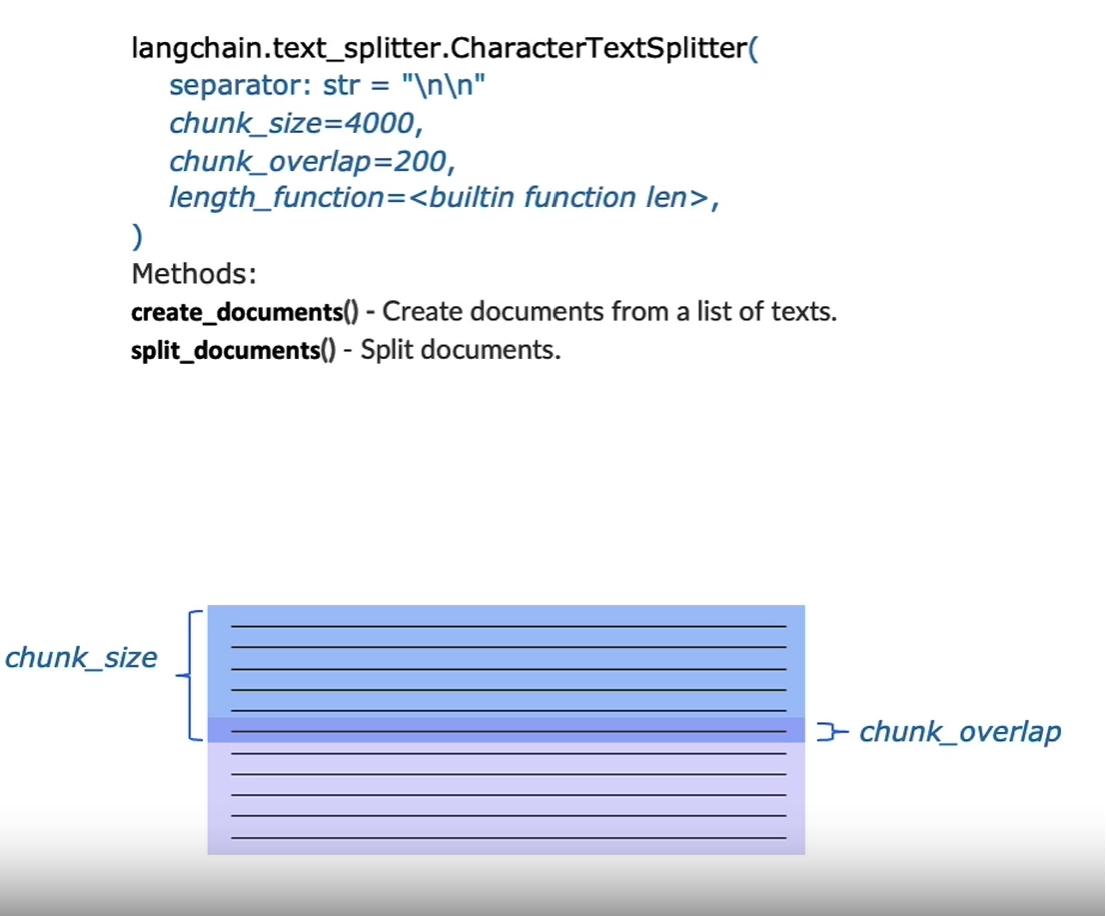 langchain.text_splitter.CharacterTextSplitter(
separator: str = "\n\n"
chunk_size=4000,
chunk_overlap=200,
length_function=<builtin function len>,
)
Methods:
create_documents() - Create documents from a list of texts.
split_documents() - Split documents.
chunk_size
chunk_overlap